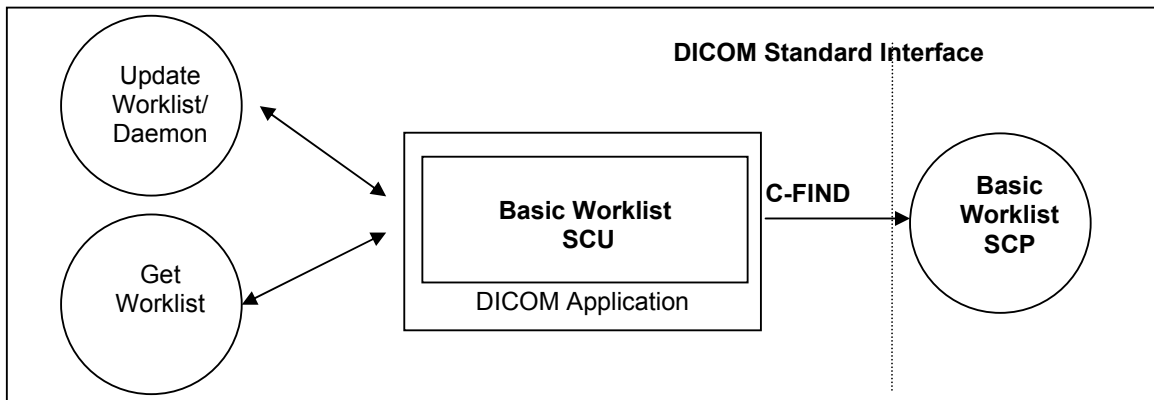 DICOM Standard Interface
Update
Worklist/
Daemon
Get
Worklist
Basic Worklist
SCU
DICOM Application
C-FIND
Basic
Worklist
SCP